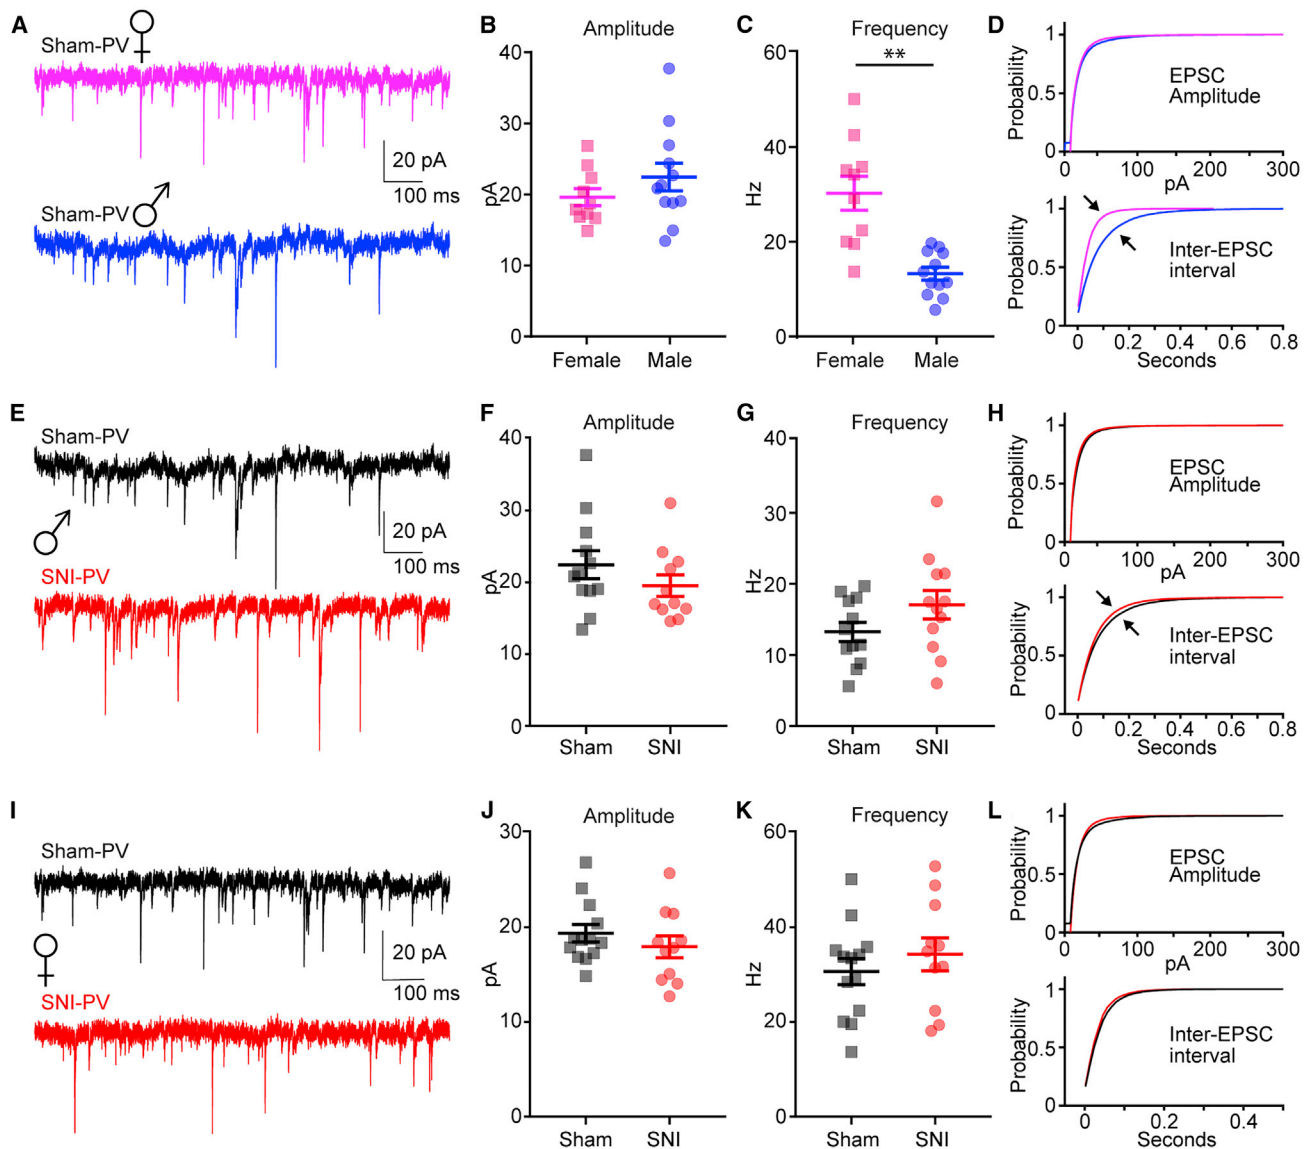 A
Sham-PV ♀
20 pA
100 ms
Sham-PV ♂
B
Amplitude
pA
40
30
20
10
0
Female Male
C
Frequency
**
Hz
60
40
20
0
Female Male
D
Probability
1
0.5
0
EPSC
Amplitude
0 100 200 300
pA
Probability
1
0.5
0
Inter-EPSC
interval
0 0.2 0.4 0.6 0.8
Seconds
E
Sham-PV
♂
20 pA
100 ms
SNI-PV
F
Amplitude
pA
40
30
20
10
0
Sham SNI
G
Frequency
Hz
40
30
20
10
0
Sham SNI
H
Probability
1
0.5
0
EPSC
Amplitude
0 100 200 300
pA
Probability
1
0.5
0
Inter-EPSC
interval
0 0.2 0.4 0.6 0.8
Seconds
I
Sham-PV
♀
20 pA
100 ms
SNI-PV
J
Amplitude
pA
30
20
10
0
Sham SNI
K
Frequency
Hz
60
40
20
0
Sham SNI
L
Probability
1
0.5
0
EPSC
Amplitude
0 100 200 300
pA
Probability
1
0.5
0
Inter-EPSC
interval
0 0.2 0.4
Seconds